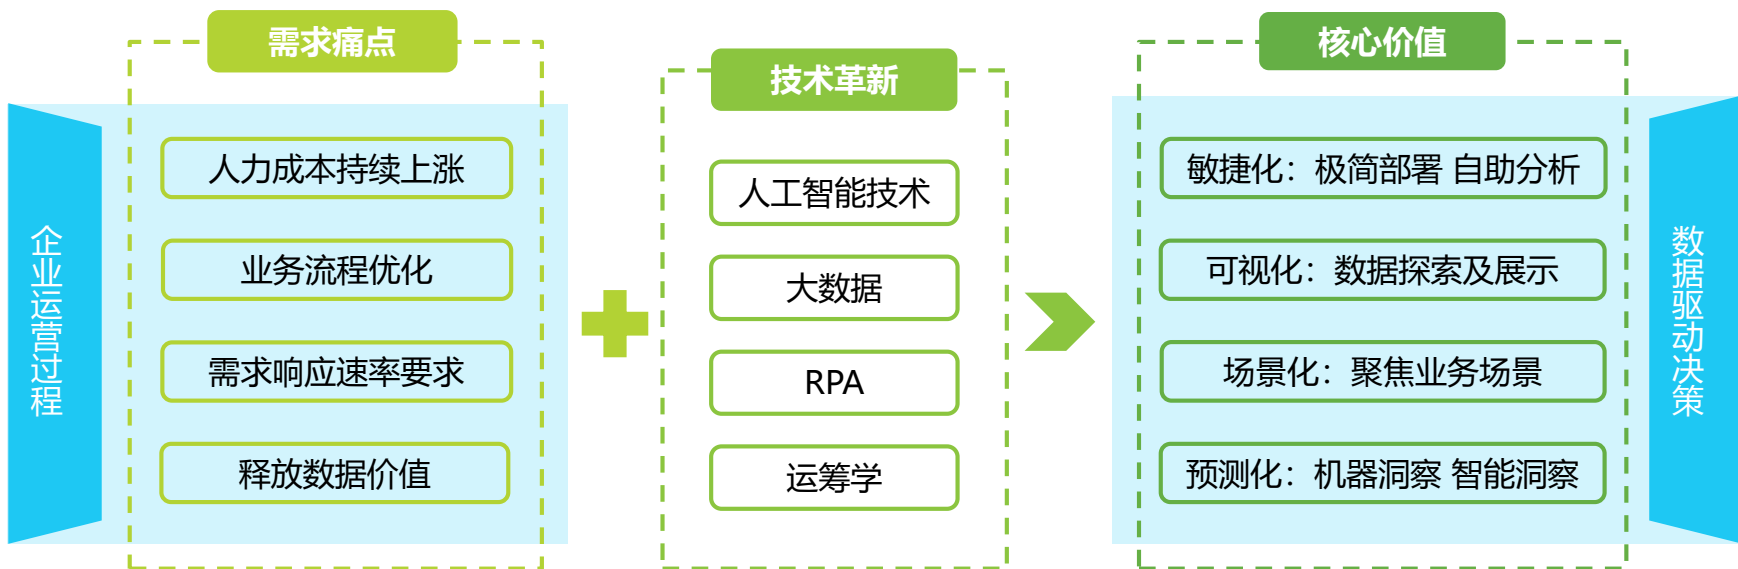 企业运营过程
需求痛点
人力成本持续上涨
业务流程优化
需求响应速率要求
释放数据价值
技术革新
人工智能技术
大数据
RPA
运筹学
核心价值
敏捷化：极简部署 自助分析
可视化：数据探索及展示
场景化：聚焦业务场景
预测化：机器洞察 智能洞察
数据驱动决策